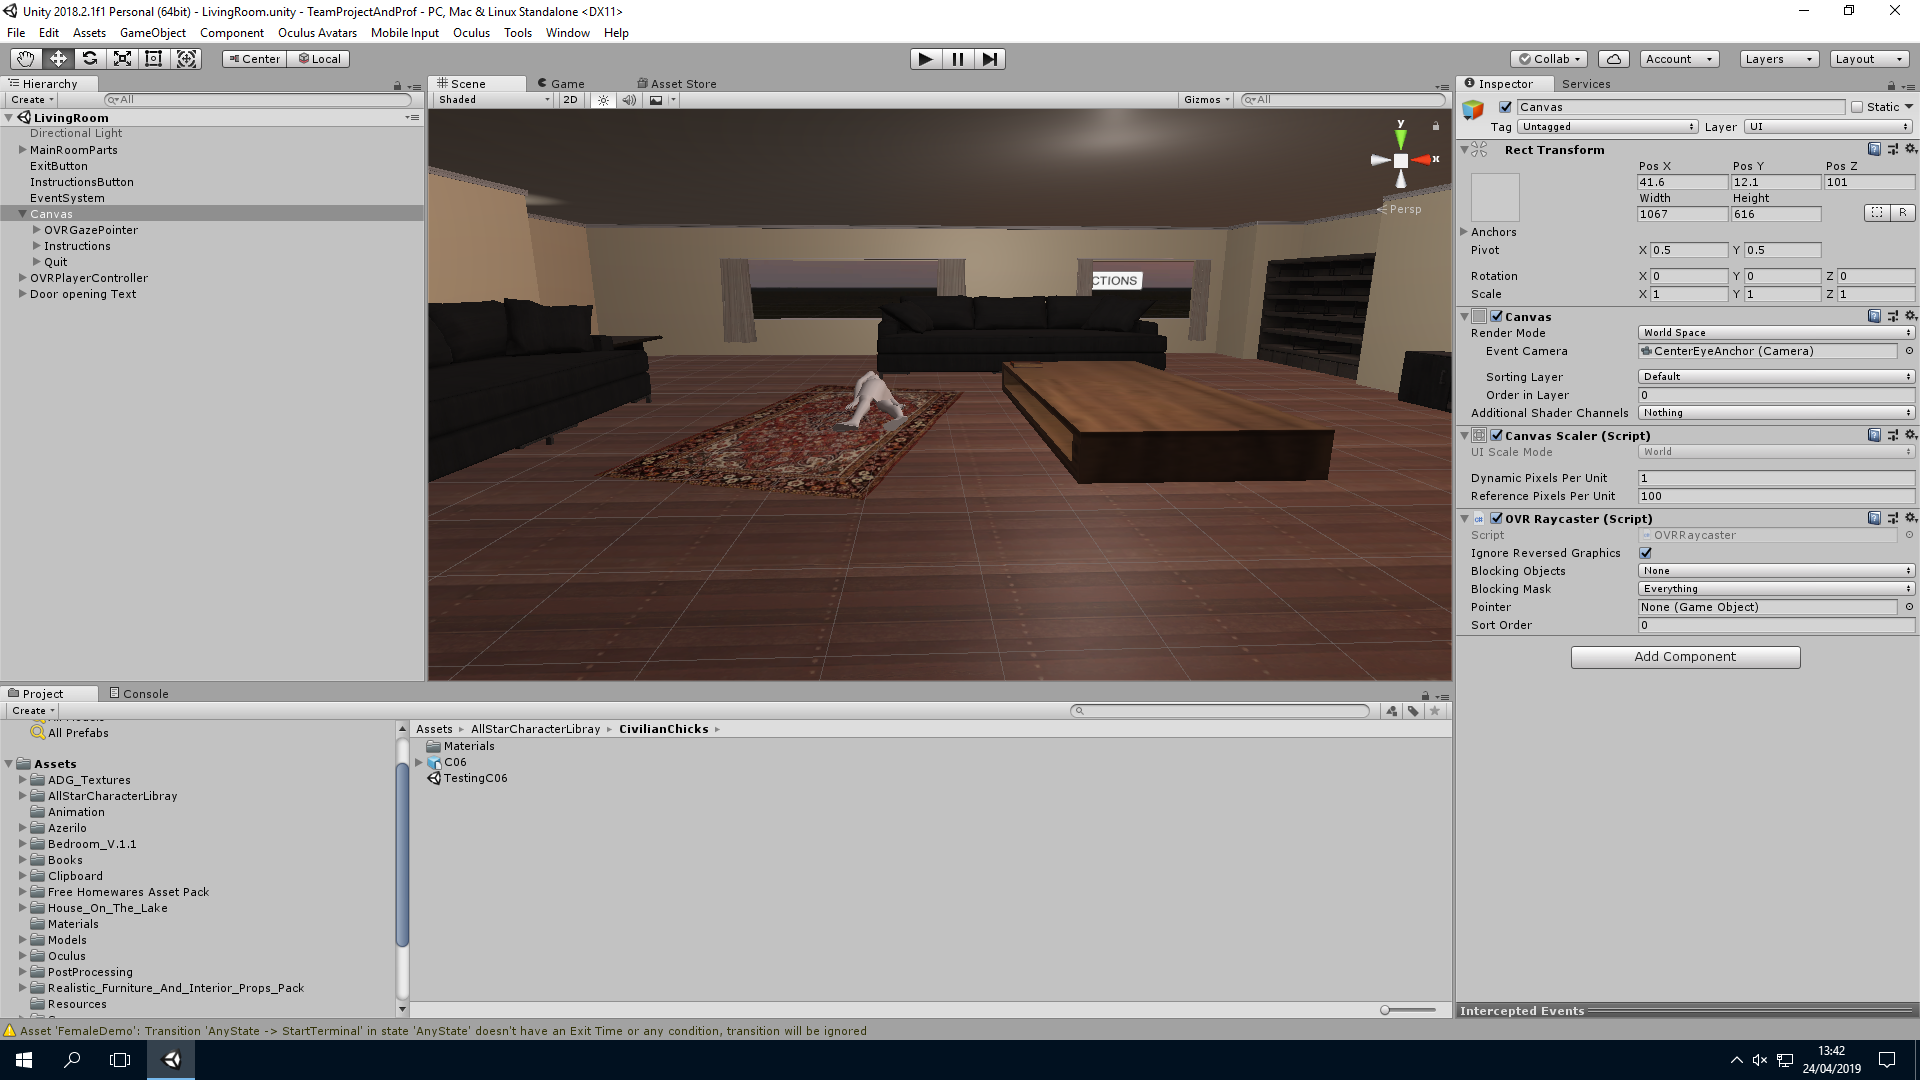 Unity 2018.2.1f1 Personal (64bit) - LivingRoom.unity - TeamProjectAndProf - PC, Mac & Linux Standalone <DX11>
File Edit Assets GameObject Component Oculus Avatars Mobile Input Oculus Tools Window Help
Center Local Collab Account Layers Layout
Hierarchy
Create All
LivingRoom
Directional Light
MainRoomParts
ExitButton
InstructionsButton
EventSystem
Canvas
OVRGazePointer
Instructions
Quit
OVRPlayerController
Door opening Text
Scene Game Asset Store
Shaded 2D Gizmos All
y
x
Persp
CTIONS
Inspector Services
Canvas Static
Tag Untagged Layer UI
Rect Transform
Pos X Pos Y Pos Z
41.6 12.1 101
Width Height
1067 616 R
Anchors
Pivot X 0.5 Y 0.5
Rotation X 0 Y 0 Z 0
Scale X 1 Y 1 Z 1
Canvas
Render Mode World Space
Event Camera CenterEyeAnchor (Camera)
Sorting Layer Default
Order in Layer 0
Additional Shader Channels Nothing
Canvas Scaler (Script)
UI Scale Mode World
Dynamic Pixels Per Unit 1
Reference Pixels Per Unit 100
OVR Raycaster (Script)
Script OVRRaycaster
Ignore Reversed Graphics
Blocking Objects None
Blocking Mask Everything
Pointer None (Game Object)
Sort Order 0
Add Component
Intercepted Events
Project Console
Create
All Models
All Prefabs
Assets
ADG_Textures
AllStarCharacterLibray
Animation
Azerilo
Bedroom_V.1.1
Books
Clipboard
Free Homewares Asset Pack
House_On_The_Lake
Materials
Models
Oculus
PostProcessing
Realistic_Furniture_And_Interior_Props_Pack
Resources
Assets AllStarCharacterLibray CivilianChicks
Materials
C06
TestingC06
Asset 'FemaleDemo': Transition 'AnyState -> StartTerminal' in state 'AnyState' doesn't have an Exit Time or any condition, transition will be ignored
13:42
24/04/2019